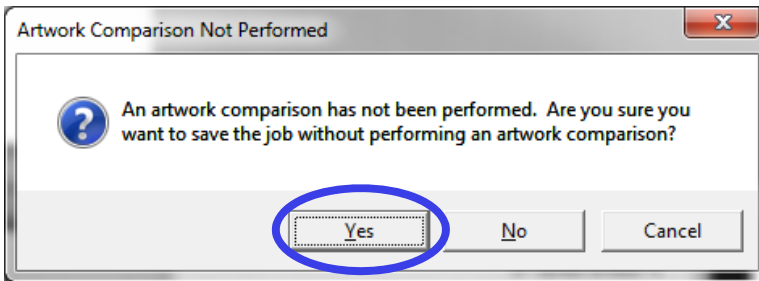 Artwork Comparison Not Performed
An artwork comparison has not been performed. Are you sure you
want to save the job without performing an artwork comparison?
Yes No Cancel